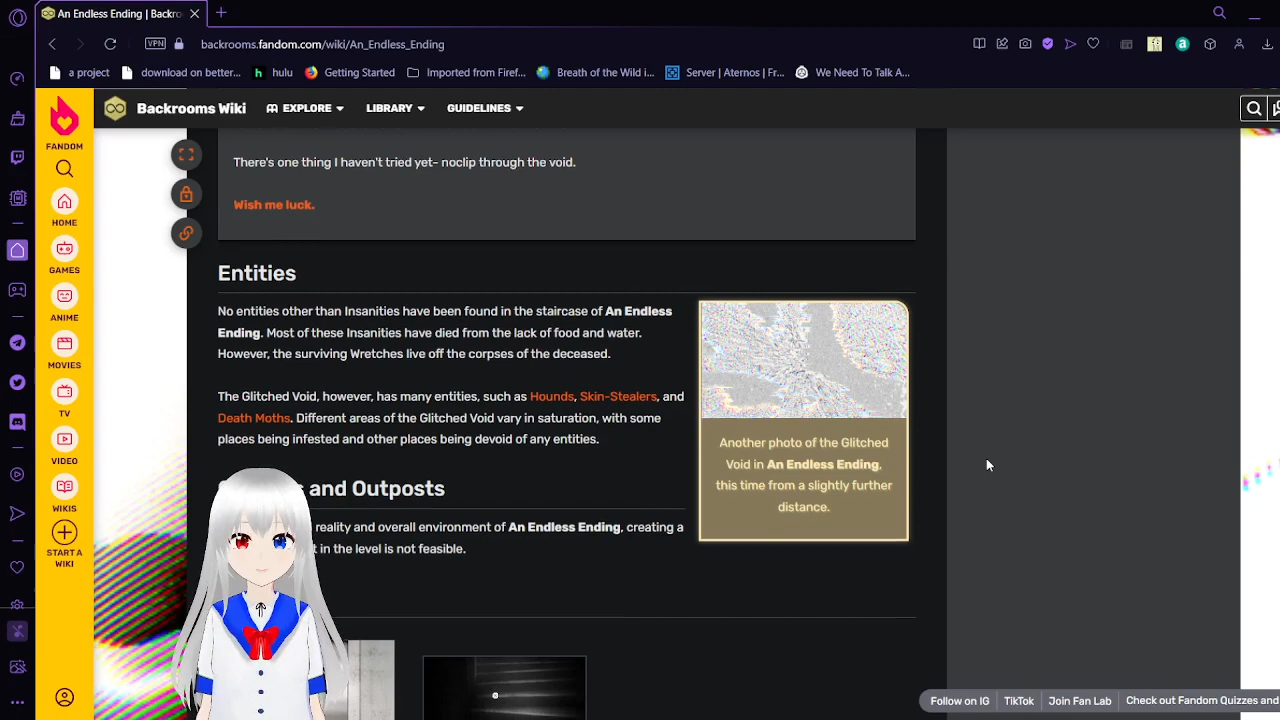 An Endless Ending | Backro
VPN
backrooms.fandom.com/wiki/An_Endless_Ending
a project
download on better...
hulu
Getting Started
Imported from Firef...
Breath of the Wild i...
Server | Aternos | Fr...
We Need To Talk A...
Backrooms Wiki
EXPLORE
LIBRARY
GUIDELINES
FANDOM
HOME
GAMES
ANIME
MOVIES
TV
VIDEO
WIKIS
START A
WIKI
There's one thing I haven't tried yet- noclip through the void.
Wish me luck.
Entities
No entities other than Insanities have been found in the staircase of An Endless
Ending. Most of these Insanities have died from the lack of food and water.
However, the surviving Wretches live off the corpses of the deceased.
The Glitched Void, however, has many entities, such as Hounds, Skin-Stealers, and
Death Moths. Different areas of the Glitched Void vary in saturation, with some
places being infested and other places being devoid of any entities.
Another photo of the Glitched
Void in An Endless Ending,
this time from a slightly further
distance.
and Outposts
reality and overall environment of An Endless Ending, creating a
t in the level is not feasible.
Follow on IG
TikTok
Join Fan Lab
Check out Fandom Quizzes and